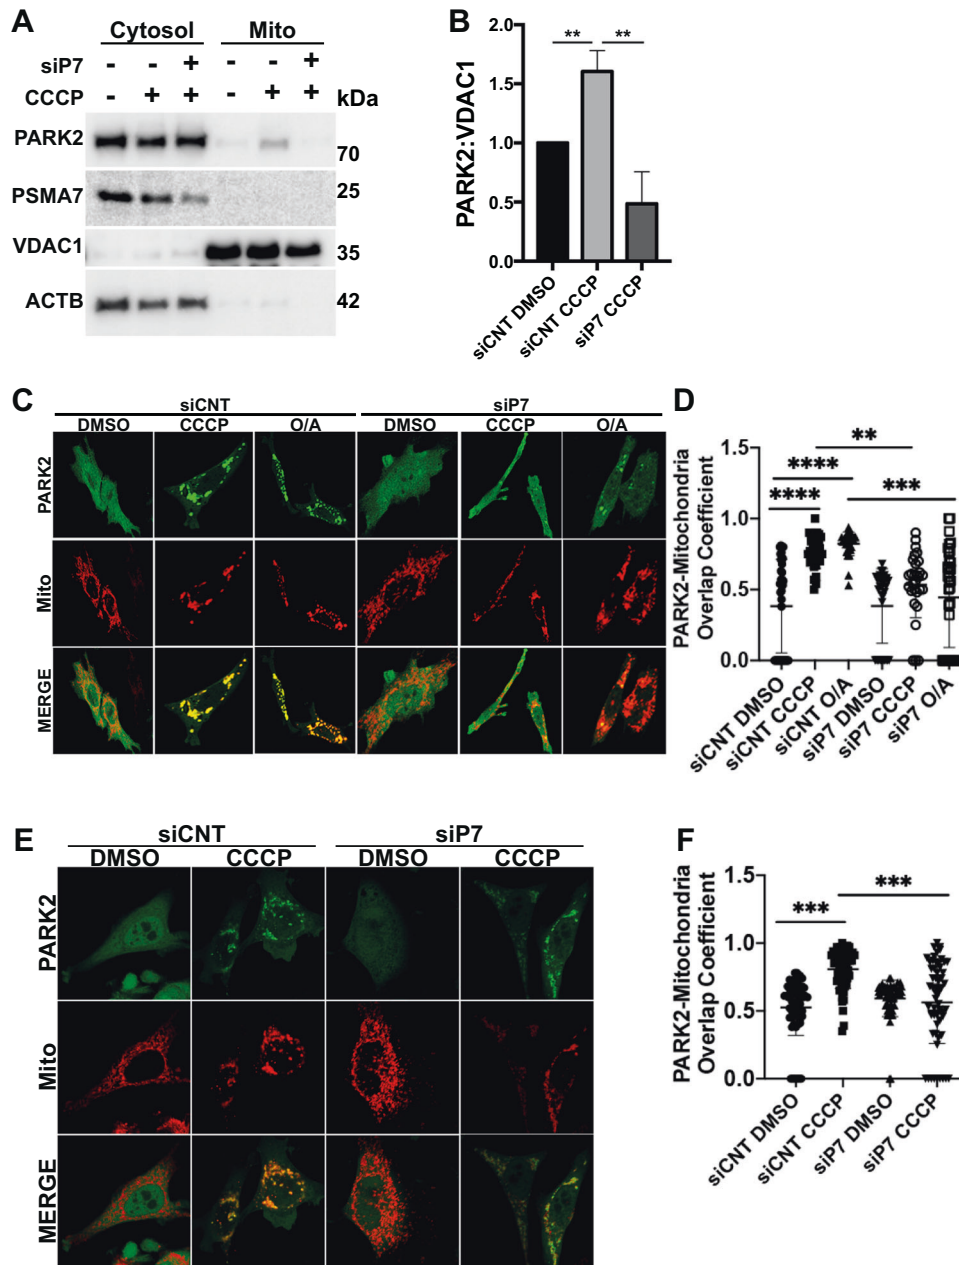 A
Cytosol Mito
siP7 - - + - - +
CCCP - + + - + + kDa
PARK2 70
PSMA7 25
VDAC1 35
ACTB 42
B
PARK2:VDAC1
2.0
1.5
1.0
0.5
0.0
** **
siCNT DMSO
siCNT CCCP
siP7 CCCP
C
siCNT siP7
DMSO CCCP O/A DMSO CCCP O/A
PARK2
Mito
MERGE
D
PARK2-Mitochondria
Overlap Coefficient
1.5
1.0
0.5
0.0
**
****
****
***
siCNT DMSO
siCNT CCCP
siCNT O/A
siP7 DMSO
siP7 CCCP
siP7 O/A
E
siCNT siP7
DMSO CCCP DMSO CCCP
PARK2
Mito
MERGE
F
PARK2-Mitochondria
Overlap Coefficient
1.5
1.0
0.5
0.0
***
***
siCNT DMSO
siCNT CCCP
siP7 DMSO
siP7 CCCP